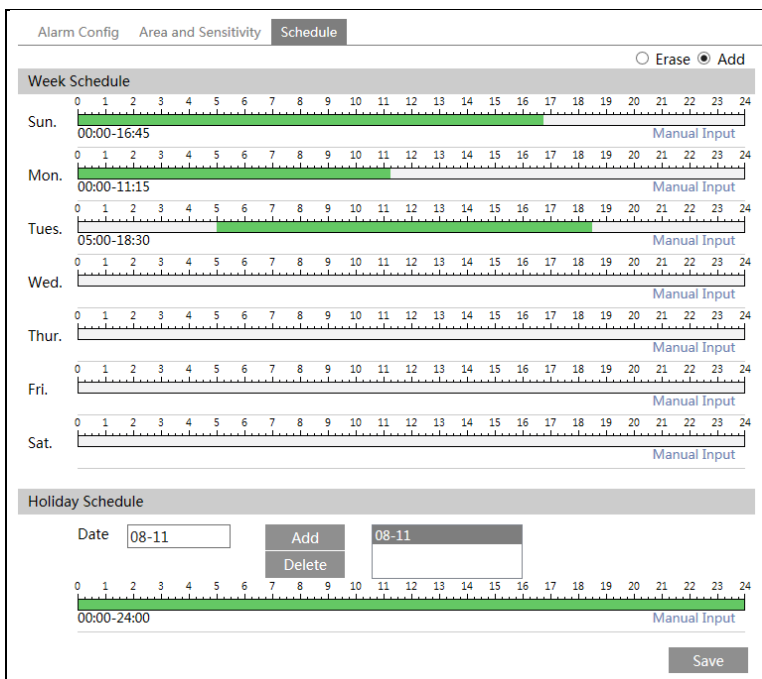 Alarm Config Area and Sensitivity Schedule
Erase Add
Week Schedule
0 1 2 3 4 5 6 7 8 9 10 11 12 13 14 15 16 17 18 19 20 21 22 23 24
Sun.
00:00-16:45 Manual Input
0 1 2 3 4 5 6 7 8 9 10 11 12 13 14 15 16 17 18 19 20 21 22 23 24
Mon.
00:00-11:15 Manual Input
0 1 2 3 4 5 6 7 8 9 10 11 12 13 14 15 16 17 18 19 20 21 22 23 24
Tues.
05:00-18:30 Manual Input
0 1 2 3 4 5 6 7 8 9 10 11 12 13 14 15 16 17 18 19 20 21 22 23 24
Wed.
Manual Input
0 1 2 3 4 5 6 7 8 9 10 11 12 13 14 15 16 17 18 19 20 21 22 23 24
Thur.
Manual Input
0 1 2 3 4 5 6 7 8 9 10 11 12 13 14 15 16 17 18 19 20 21 22 23 24
Fri.
Manual Input
0 1 2 3 4 5 6 7 8 9 10 11 12 13 14 15 16 17 18 19 20 21 22 23 24
Sat.
Manual Input
Holiday Schedule
Date 08-11 Add 08-11
Delete
0 1 2 3 4 5 6 7 8 9 10 11 12 13 14 15 16 17 18 19 20 21 22 23 24
00:00-24:00 Manual Input
Save